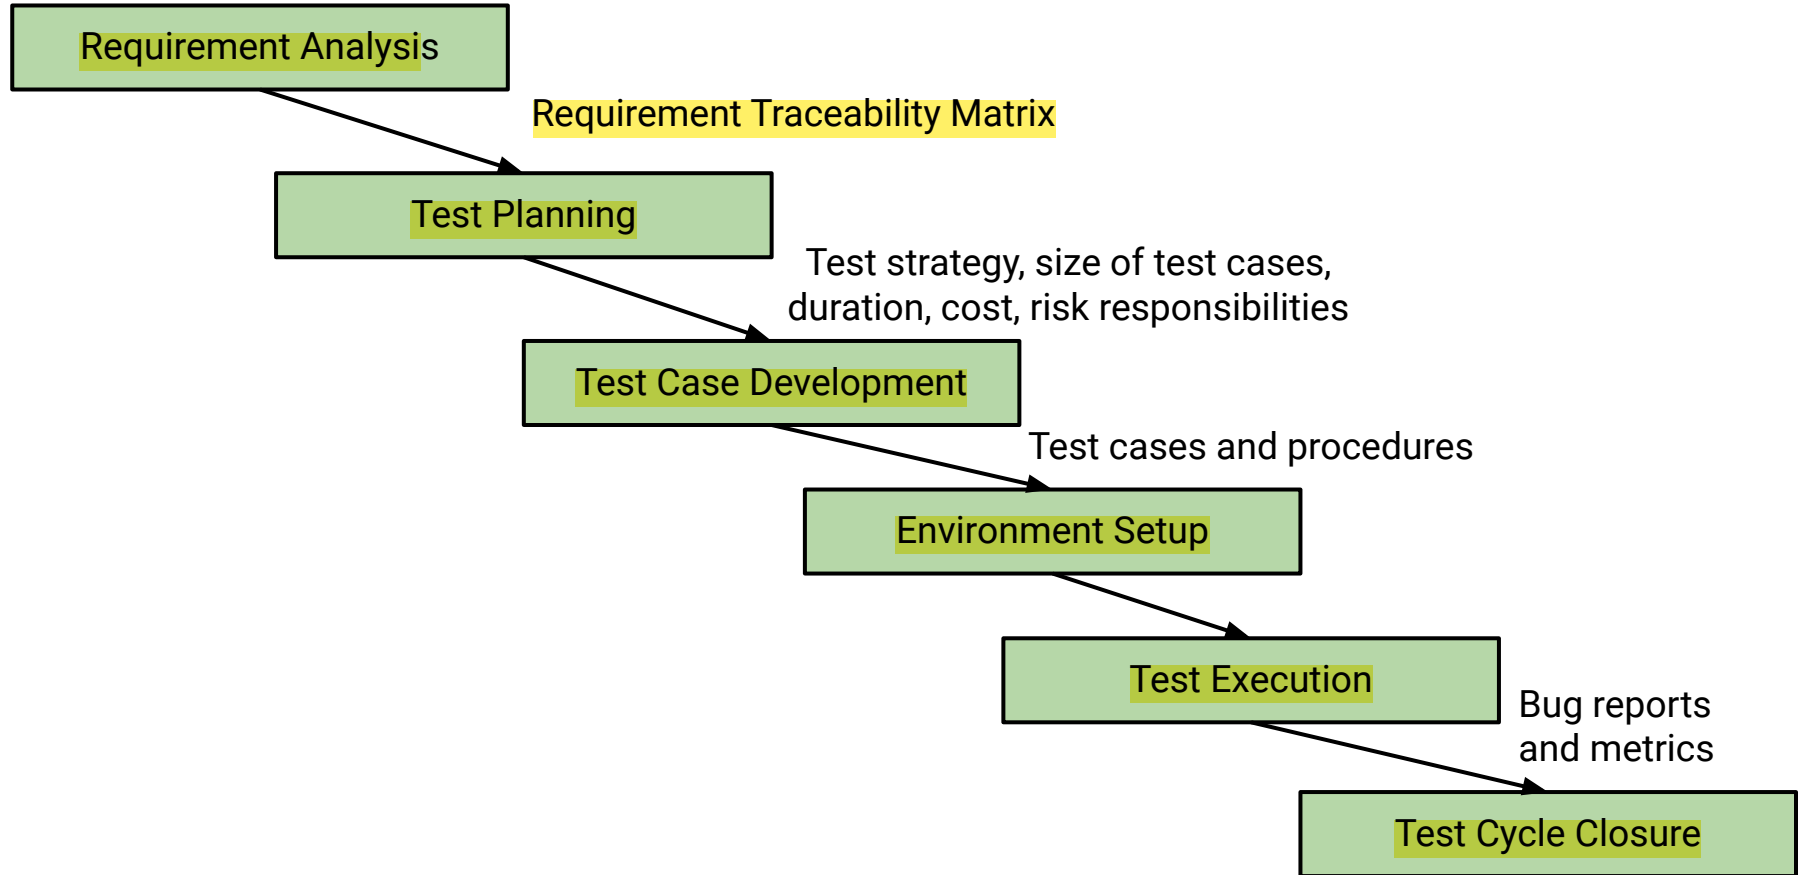 Requirement Analysis
Requirement Traceability Matrix
Test Planning
Test strategy, size of test cases,
duration, cost, risk responsibilities
Test Case Development
Test cases and procedures
Environment Setup
Test Execution
Bug reports
and metrics
Test Cycle Closure